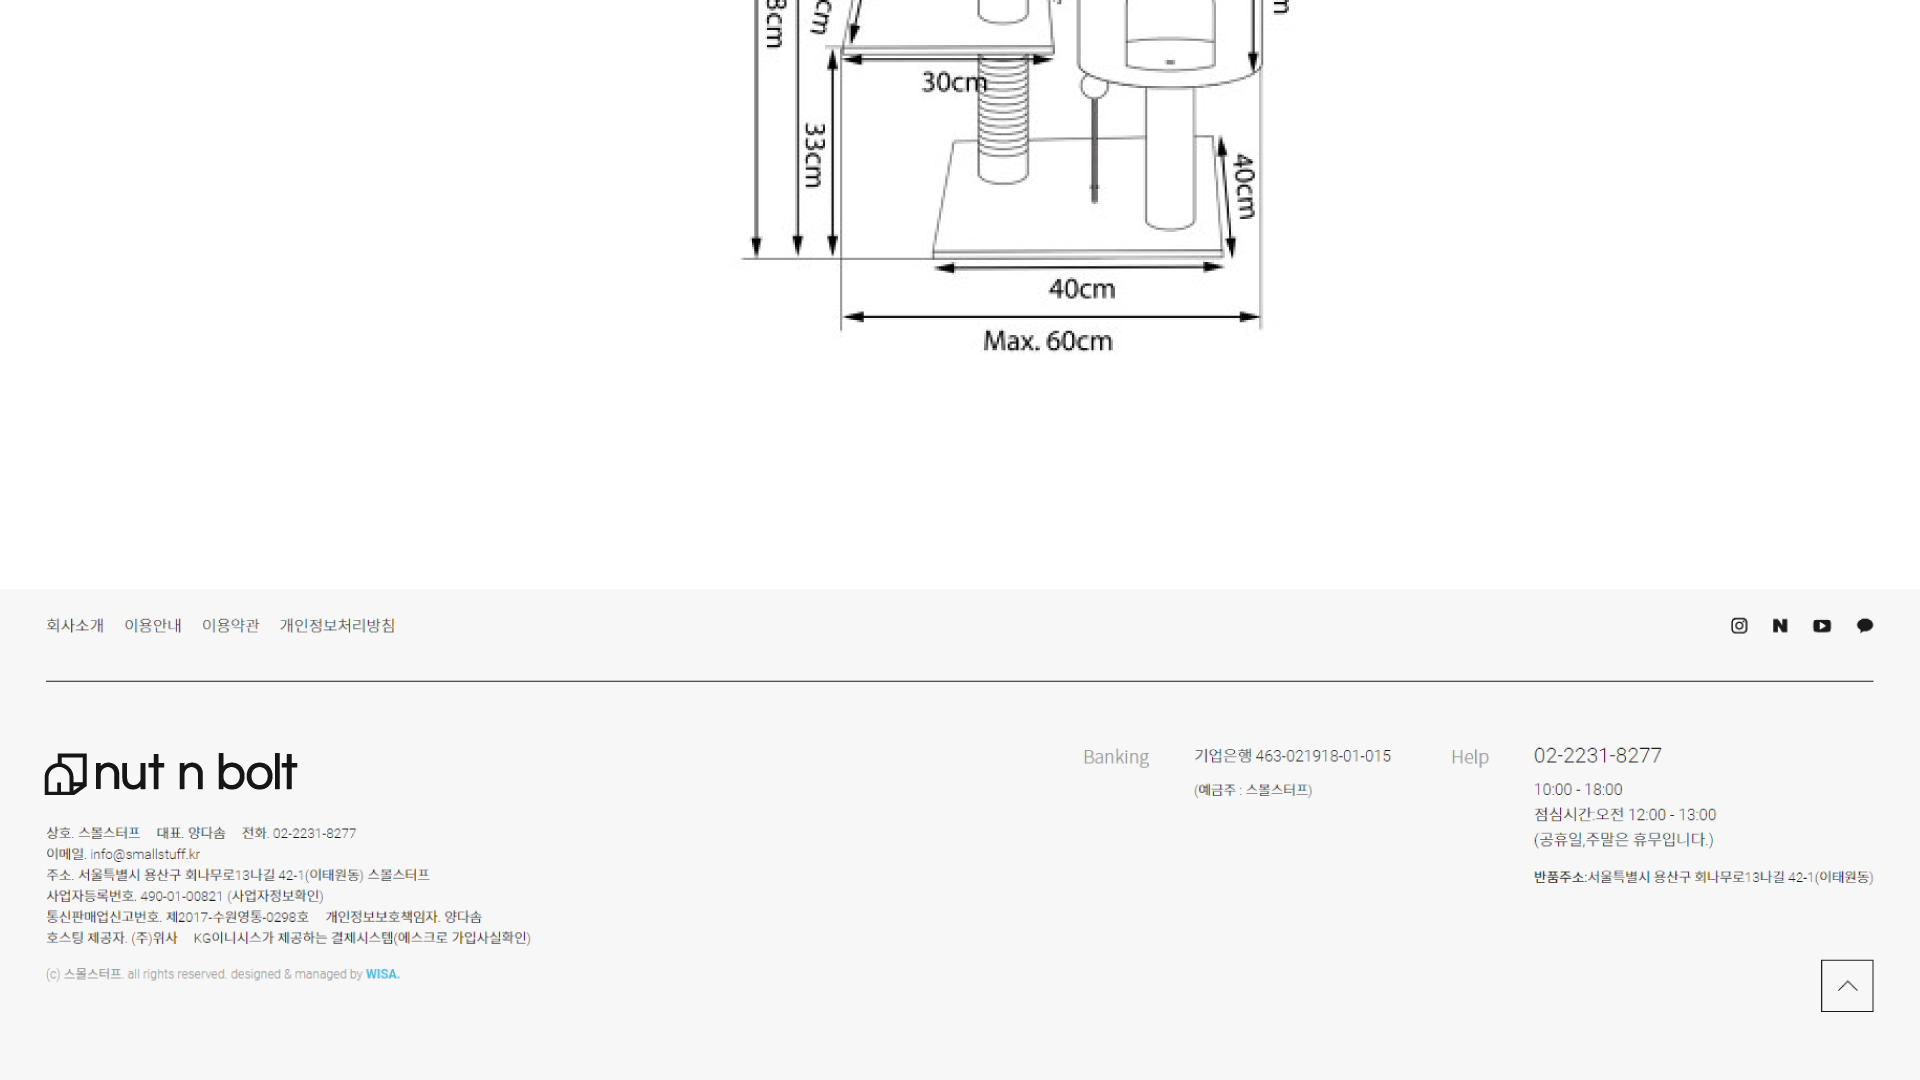 30cm
33cm
40cm
40cm
Max. 60cm
회사소개 이용안내 이용약관 개인정보처리방침
nut n bolt
상호. 스몰스터프 대표. 양다솜 전화. 02-2231-8277
이메일. info@smallstuff.kr
주소. 서울특별시 용산구 회나무로13나길 42-1(이태원동) 스몰스터프
사업자등록번호. 490-01-00821 (사업자정보확인)
통신판매업신고번호. 제2017-수원영통-0298호 개인정보보호책임자. 양다솜
호스팅 제공자. (주)위사 KG이니시스가 제공하는 결제시스템(에스크로 가입사실확인)
(c) 스몰스터프. all rights reserved. designed & managed by WISA.
Banking
기업은행 463-021918-01-015
(예금주 : 스몰스터프)
Help
02-2231-8277
10:00 - 18:00
점심시간:오전 12:00 - 13:00
(공휴일,주말은 휴무입니다.)
반품주소:서울특별시 용산구 회나무로13나길 42-1(이태원동)